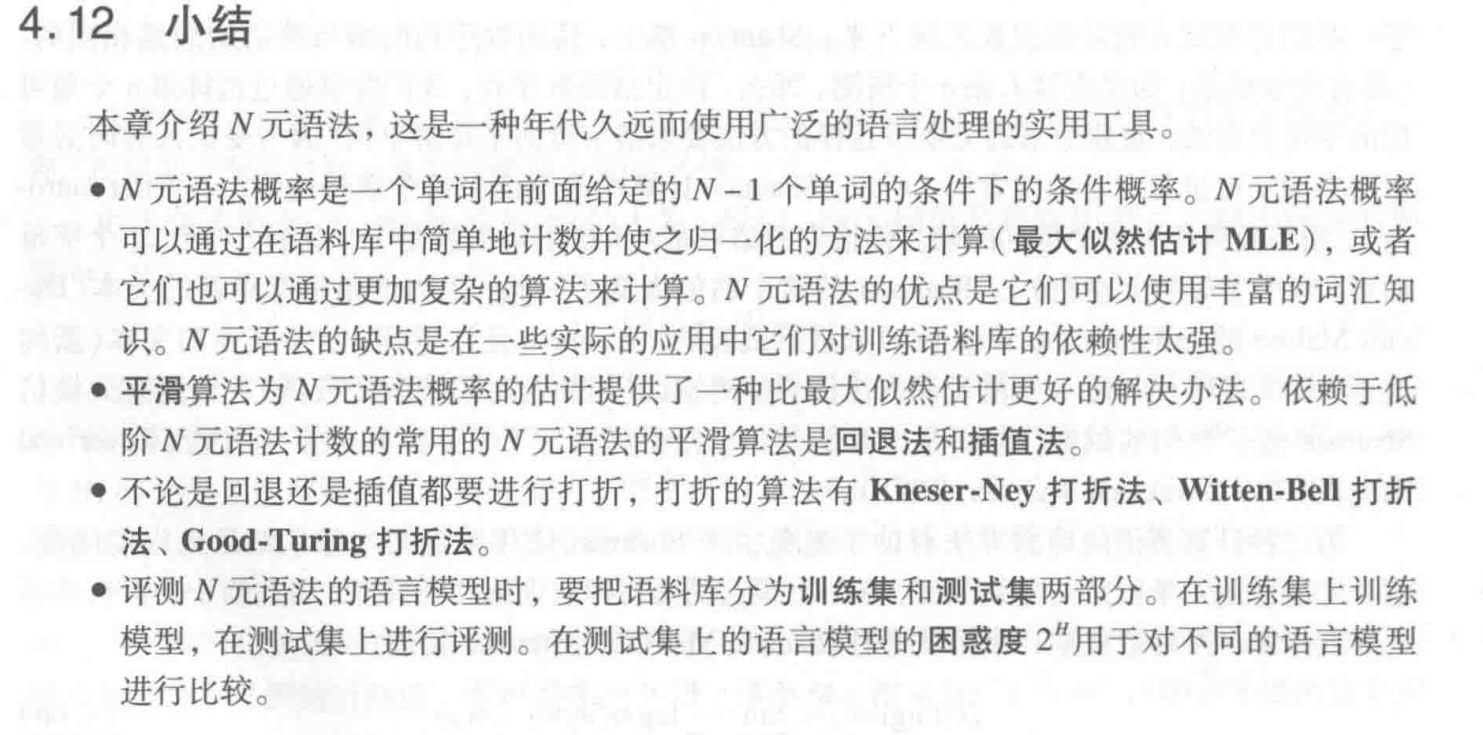 4.12 小结
本章介绍 N 元语法，这是一种年代久远而使用广泛的语言处理的实用工具。
● N 元语法概率是一个单词在前面给定的 N-1 个单词的条件下的条件概率。N 元语法概率
可以通过在语料库中简单地计数并使之归一化的方法来计算(最大似然估计 MLE)，或者
它们也可以通过更加复杂的算法来计算。N 元语法的优点是它们可以使用丰富的词汇知
识。N 元语法的缺点是在一些实际的应用中它们对训练语料库的依赖性太强。
● 平滑算法为 N 元语法概率的估计提供了一种比最大似然估计更好的解决办法。依赖于低
阶 N 元语法计数的常用的 N 元语法的平滑算法是回退法和插值法。
● 不论是回退还是插值都要进行打折，打折的算法有 Kneser-Ney 打折法、Witten-Bell 打折
法、Good-Turing 打折法。
● 评测 N 元语法的语言模型时，要把语料库分为训练集和测试集两部分。在训练集上训练
模型，在测试集上进行评测。在测试集上的语言模型的困惑度 2^H 用于对不同的语言模型
进行比较。